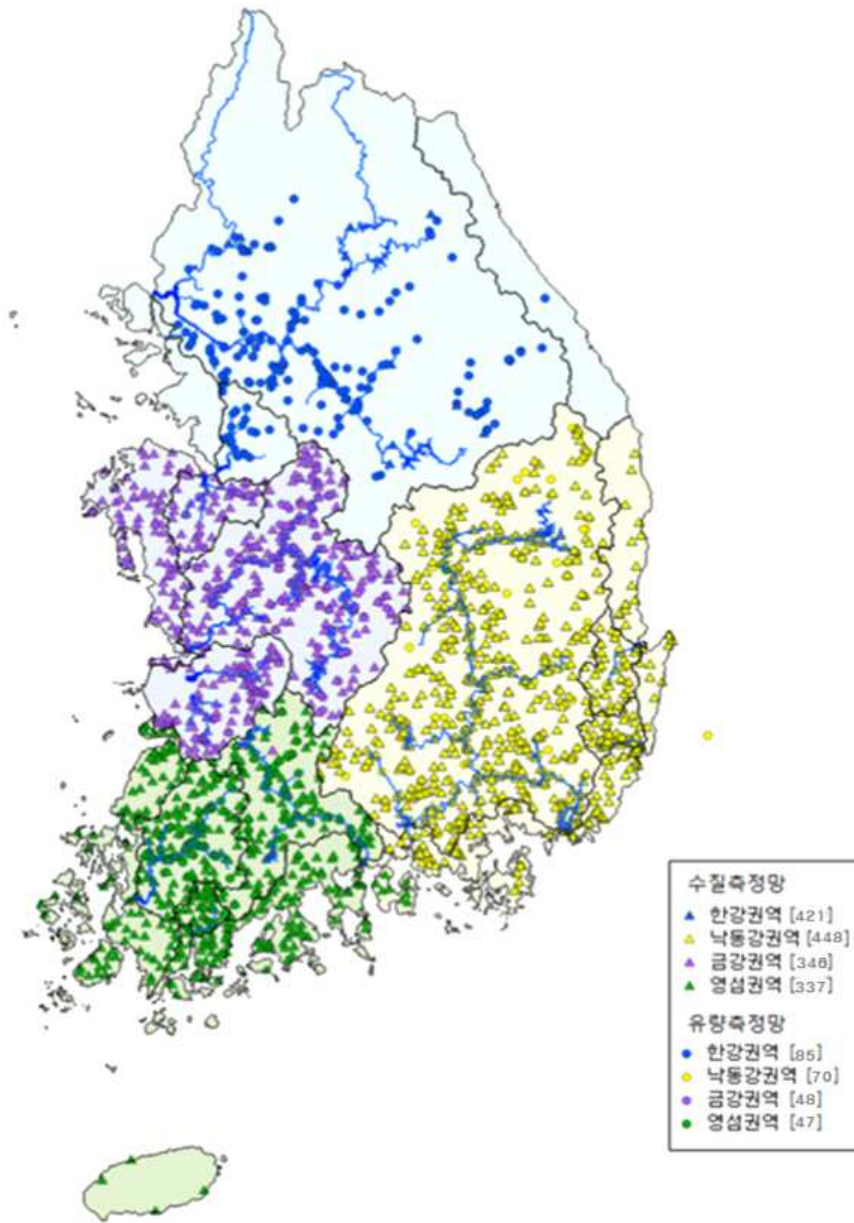 수질측정망
한강권역 [421]
낙동강권역 [448]
금강권역 [346]
영섬권역 [337]
유량측정망
한강권역 [85]
낙동강권역 [70]
금강권역 [48]
영섬권역 [47]